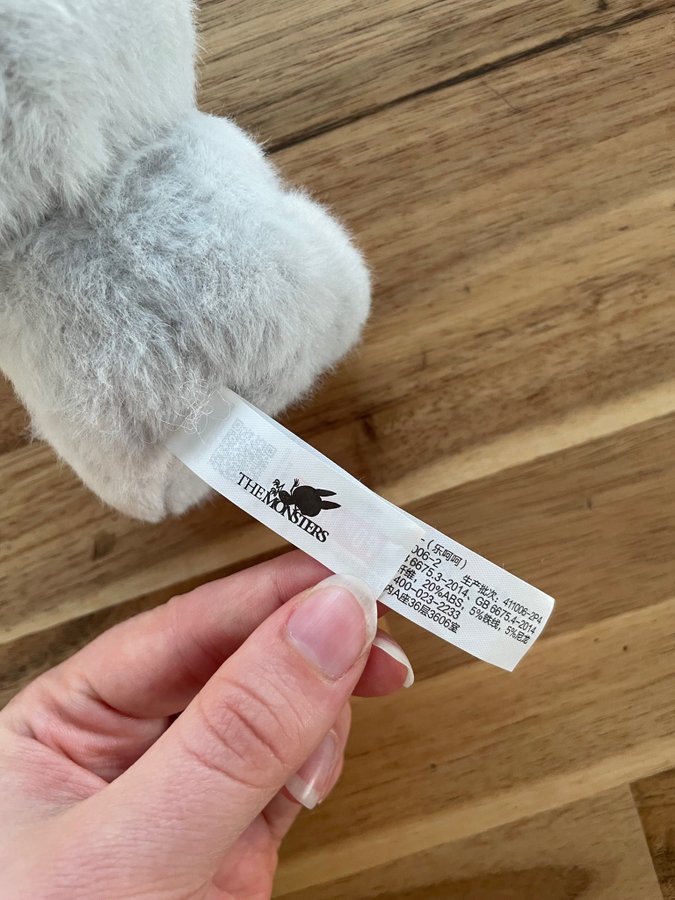 THE MONSTERS
-(乐呵呵)
006-2 生产批次: 411006-2P4
6675.3-2014、GB 6675.4-2014
纤维, 20%ABS, 5%铁线, 5%尼龙
400-023-2233
内A座36层3606室